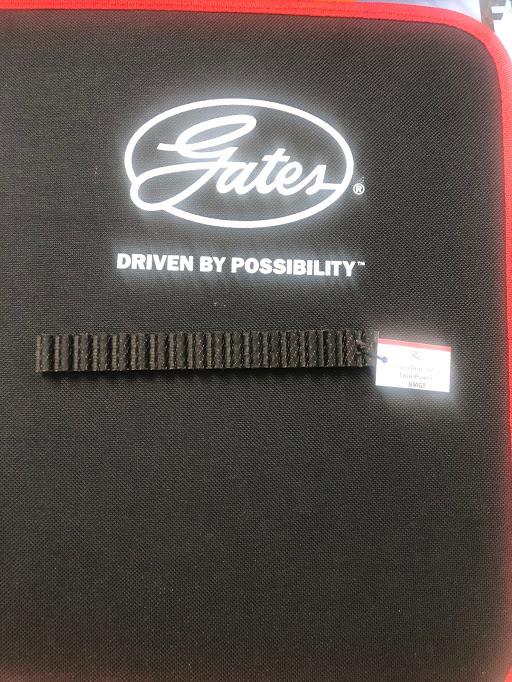 Gates®
DRIVEN BY POSSIBILITY™
Twin Power
8MGT